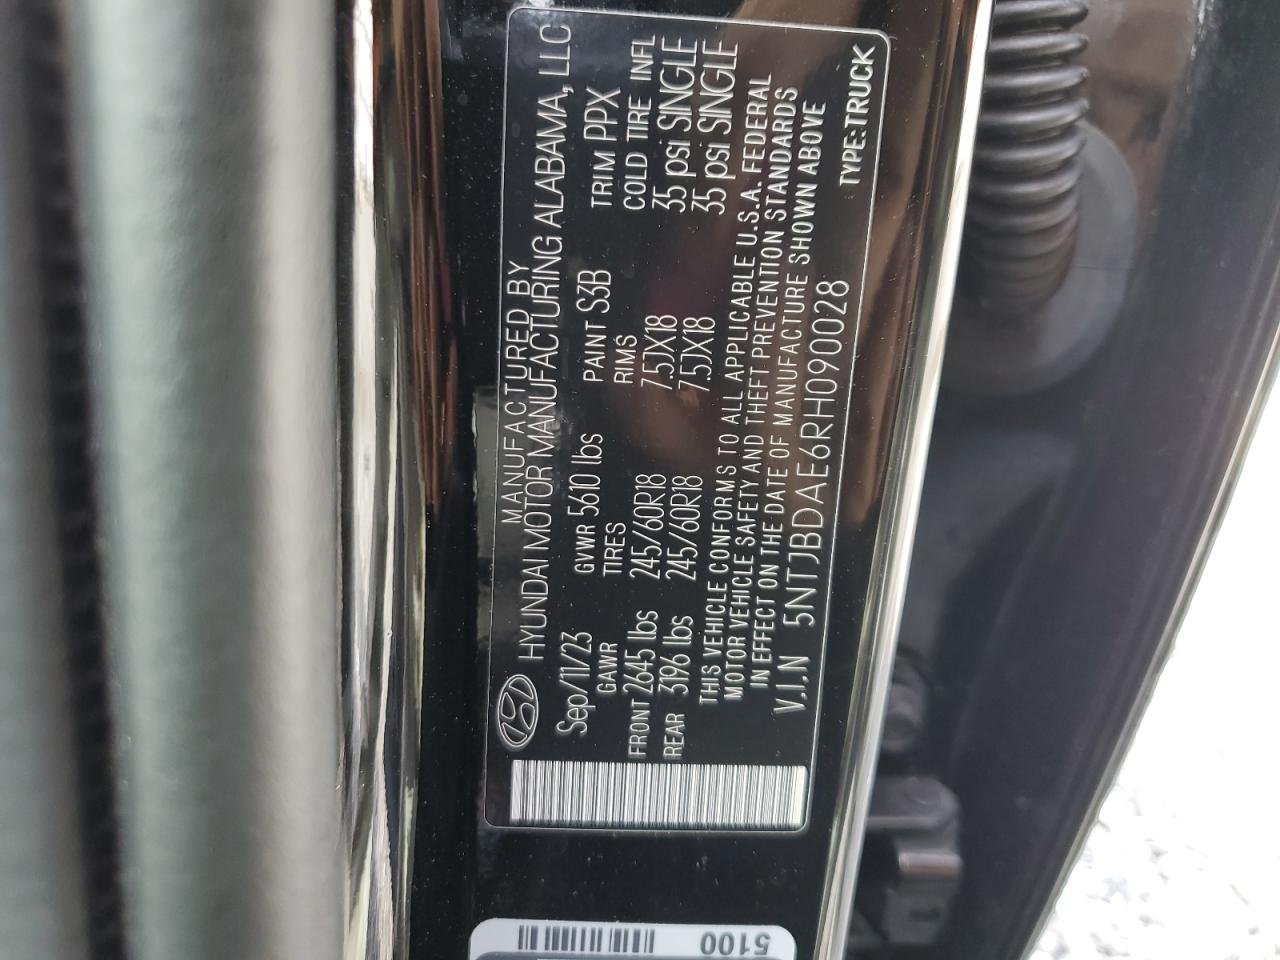 MANUFACTURED BY
HYUNDAI MOTOR MANUFACTURING ALABAMA, LLC
Sep/11/23 GVWR 5610 lbs PAINT S3B TRIM PPX
GAWR TIRES RIMS COLD TIRE INFL
FRONT 2645 lbs 245/60R18 7.5JX18 35 psi SINGLE
REAR 3196 lbs 245/60R18 7.5JX18 35 psi SINGLE
THIS VEHICLE CONFORMS TO ALL APPLICABLE U.S.A. FEDERAL
MOTOR VEHICLE SAFETY AND THEFT PREVENTION STANDARDS
IN EFFECT ON THE DATE OF MANUFACTURE SHOWN ABOVE
V.I.N 5NTJBDAE6RH090028
TYPE:TRUCK
5100